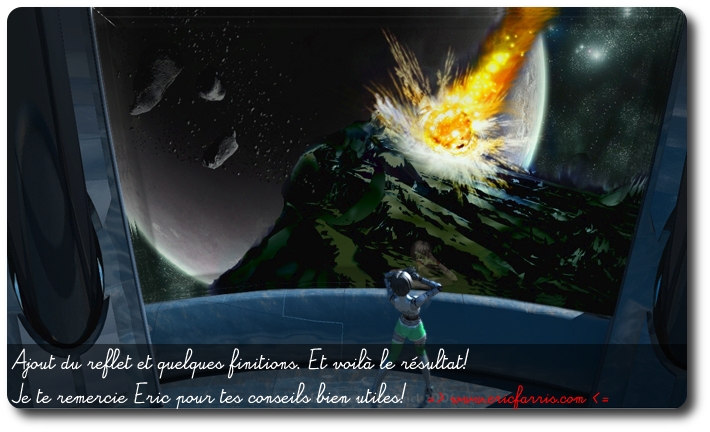 Ajout du reflet et quelques finitions. Et voilà le résultat!
Je te remercie Eric pour tes conseils bien utiles! => www.ericfarris.com <=